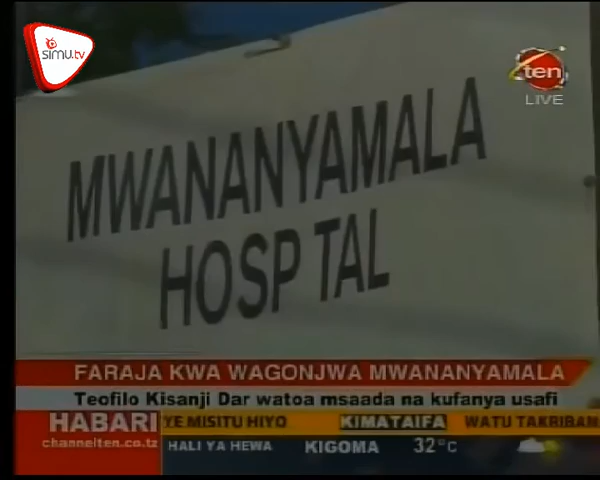 SIMU.tv
ten
LIVE
MWANANYAMALA
HOSP TAL
FARAJA KWA WAGONJWA MWANANYAMALA
Teofilo Kisanji Dar watoa msaada na kufanya usafi
HABARI
YE MISITU HIYO KIMATAIFA WATU TAKRIBAN
channelten.co.tz
HALI YA HEWA KIGOMA 32°C